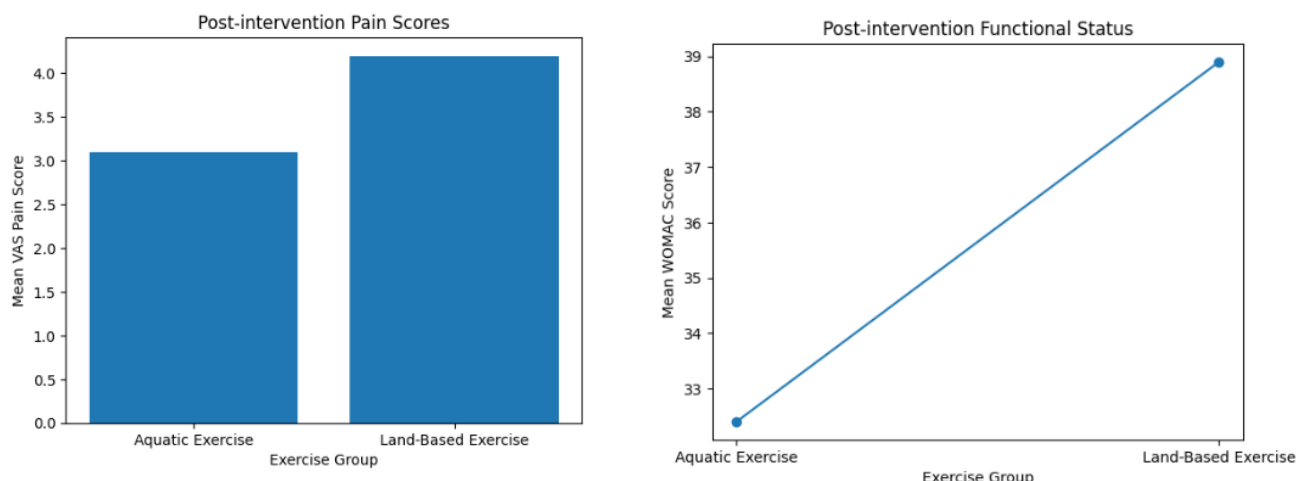 Post-intervention Pain Scores
4.0
3.5
3.0
2.5
2.0
1.5
1.0
0.5
0.0
Mean VAS Pain Score
Aquatic Exercise
Land-Based Exercise
Exercise Group
Post-intervention Functional Status
39
38
37
36
35
34
33
Mean WOMAC Score
Aquatic Exercise
Land-Based Exercise
Exercise Group